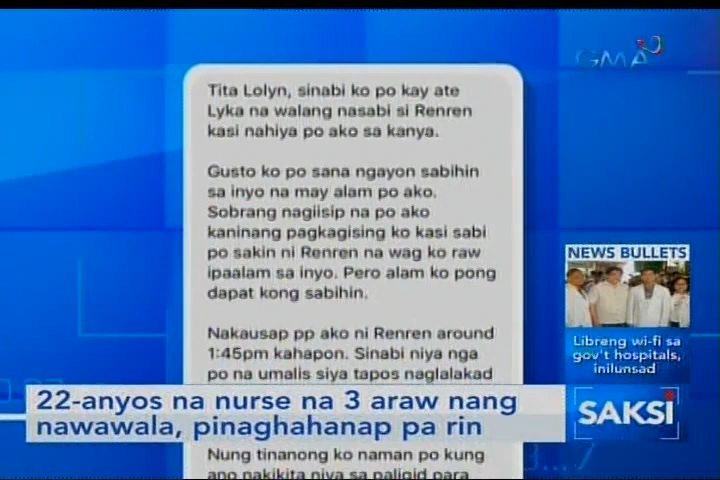 GMA
Tita Lolyn, sinabi ko po kay ate
Lyka na walang nasabi si Renren
kasi nahiya po ako sa kanya.
Gusto ko po sana ngayon sabihin
sa inyo na may alam po ako.
Sobrang nagiisip na po ako
kaninang pagkagising ko kasi sabi
po sakin ni Renren na wag ko raw
ipaalam sa inyo. Pero alam ko pong
dapat kong sabihin.
Nakausap pp ako ni Renren around
1:45pm kahapon. Sinabi niya nga
po na umalis siya tapos naglalakad
Nung tinanong ko naman po kung
ano nakikita niya sa paligid para
NEWS BULLETS
Libreng wi-fi sa
gov't hospitals,
inilunsad
22-anyos na nurse na 3 araw nang
nawawala, pinaghahanap pa rin
SAKSI